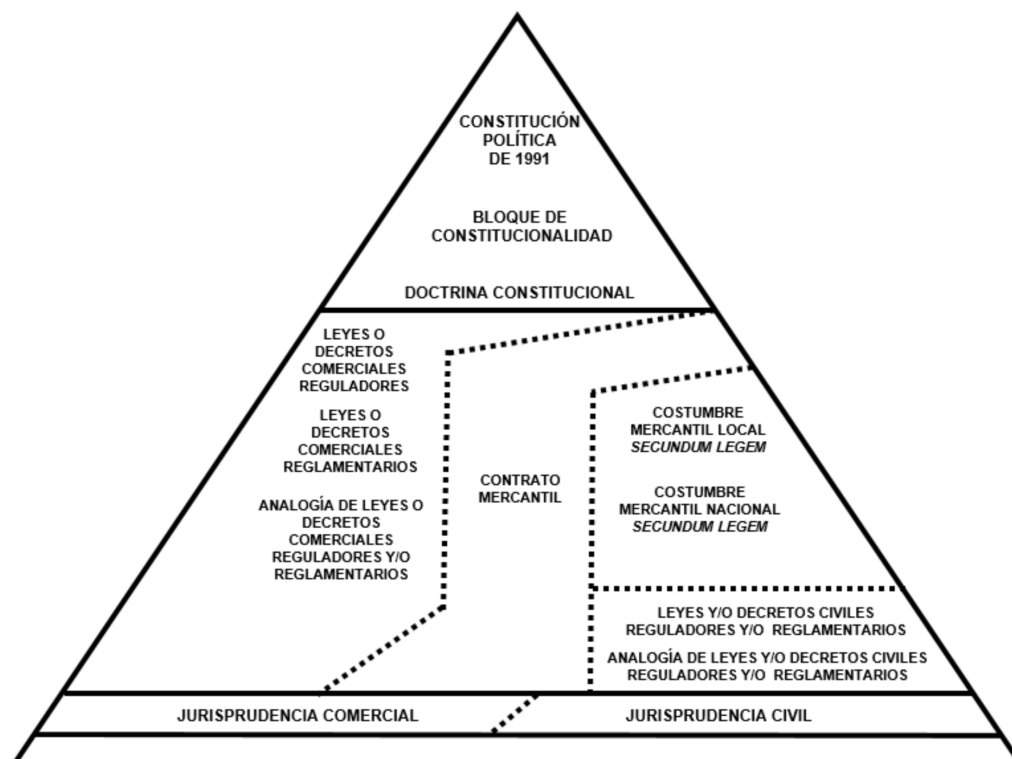 CONSTITUCIÓN
POLÍTICA
DE 1991
BLOQUE DE
CONSTITUCIONALIDAD
DOCTRINA CONSTITUCIONAL
LEYES O
DECRETOS
COMERCIALES
REGULADORES
LEYES O
DECRETOS
COMERCIALES
REGLAMENTARIOS
ANALOGÍA DE LEYES O
DECRETOS
COMERCIALES
REGULADORES Y/O
REGLAMENTARIOS
CONTRATO
MERCANTIL
COSTUMBRE
MERCANTIL LOCAL
SECUNDUM LEGEM
COSTUMBRE
MERCANTIL NACIONAL
SECUNDUM LEGEM
LEYES Y/O DECRETOS CIVILES
REGULADORES Y/O REGLAMENTARIOS
ANALOGÍA DE LEYES Y/O DECRETOS CIVILES
REGULADORES Y/O REGLAMENTARIOS
JURISPRUDENCIA COMERCIAL
JURISPRUDENCIA CIVIL